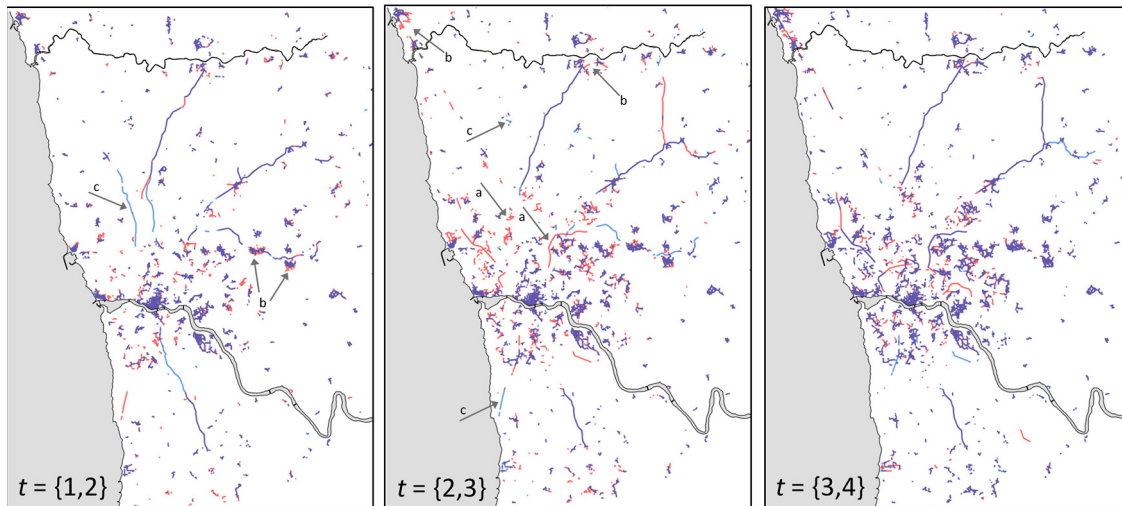 c
b
t = {1,2}
b
b
c
a
a
c
t = {2,3}
t = {3,4}